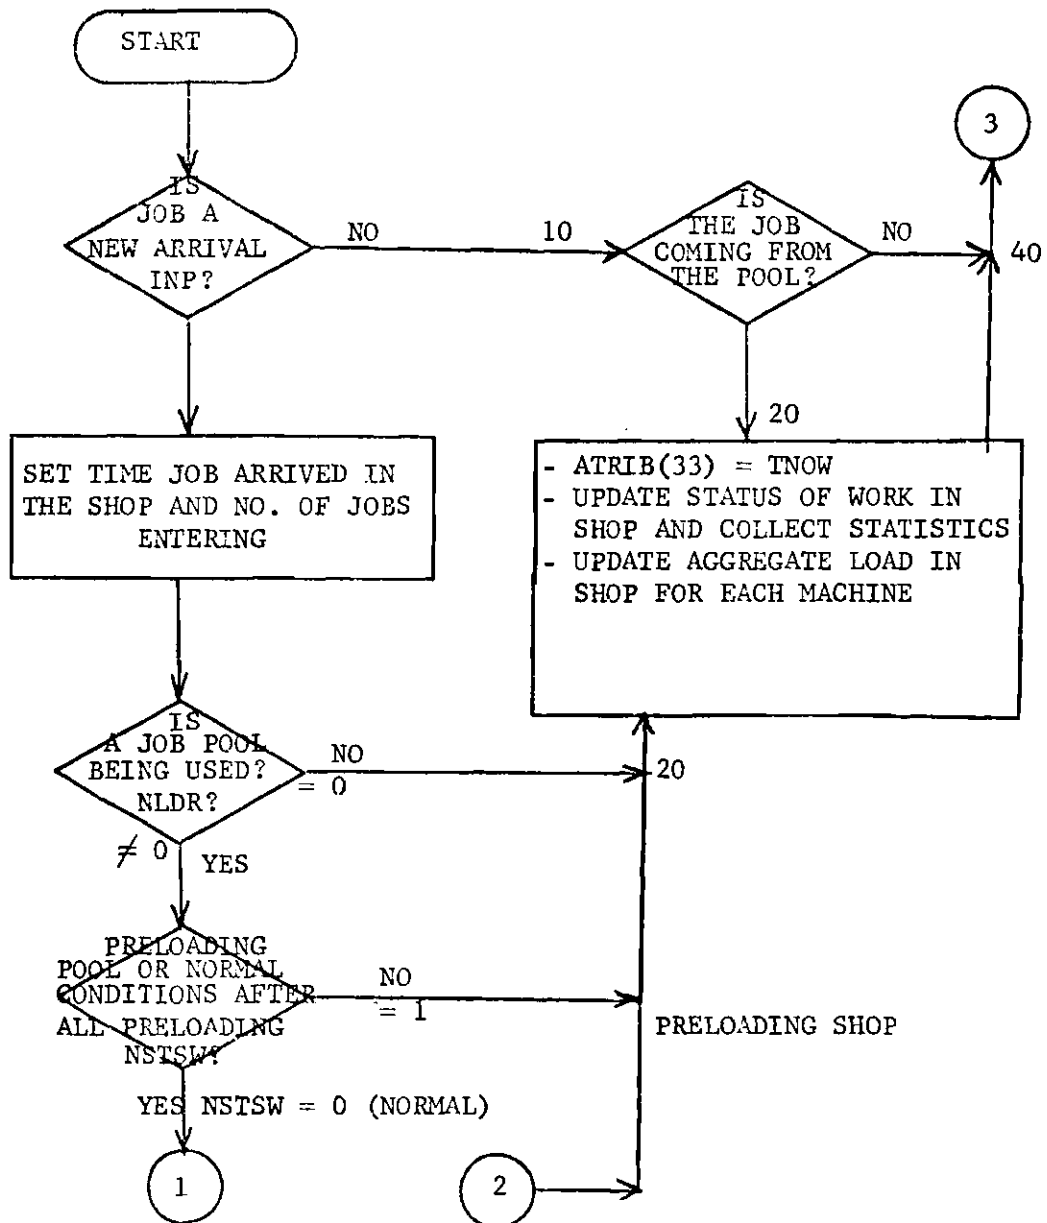 START
3
IS
JOB A
NEW ARRIVAL
INP?
NO
10
IS
THE JOB
COMING FROM
THE POOL?
NO
40
20
SET TIME JOB ARRIVED IN
THE SHOP AND NO. OF JOBS
ENTERING
- ATRIB(33) = TNOW
- UPDATE STATUS OF WORK IN
SHOP AND COLLECT STATISTICS
- UPDATE AGGREGATE LOAD IN
SHOP FOR EACH MACHINE
IS
A JOB POOL
BEING USED?
NLDR?
NO
= 0
20
≠ 0
YES
PRELOADING
POOL OR NORMAL
CONDITIONS AFTER
ALL PRELOADING
NSTSW?
NO
= 1
PRELOADING SHOP
YES NSTSW = 0 (NORMAL)
1
2